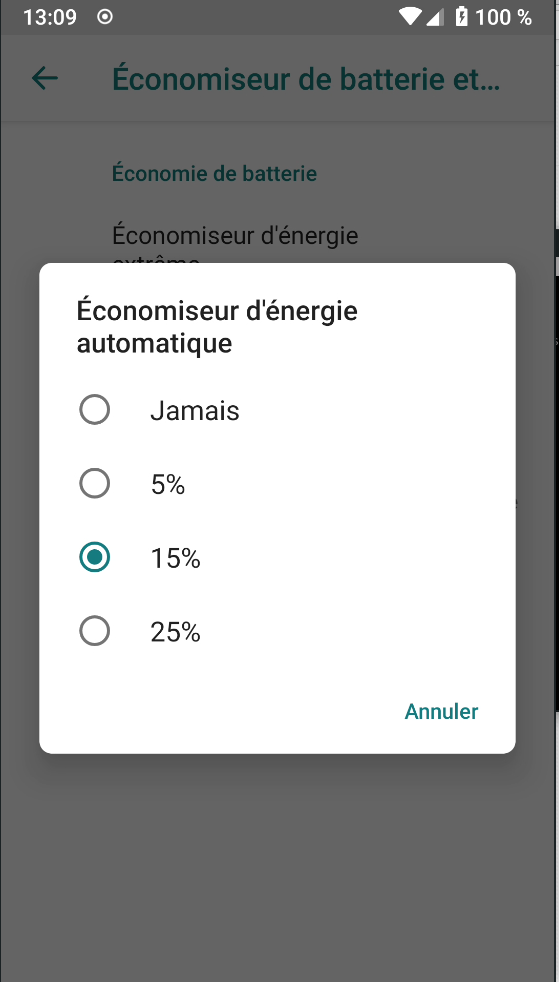 13:09 100 %
Économiseur de batterie et...
Économie de batterie
Économiseur d'énergie
extrême
Économiseur d'énergie
automatique
Jamais
5%
15%
25%
Annuler